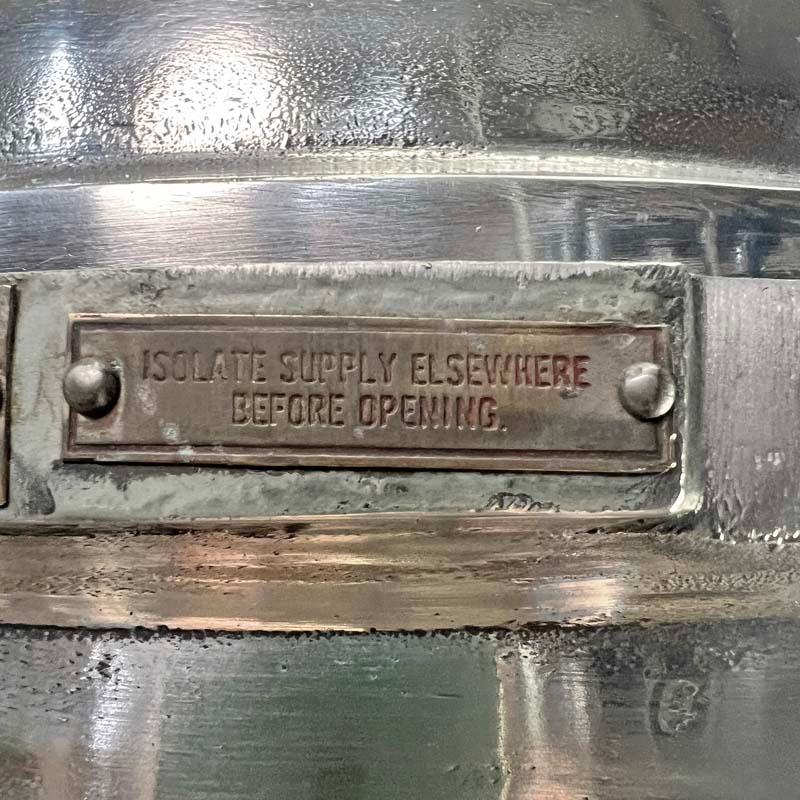 ISOLATE SUPPLY ELSEWHERE
BEFORE OPENING.